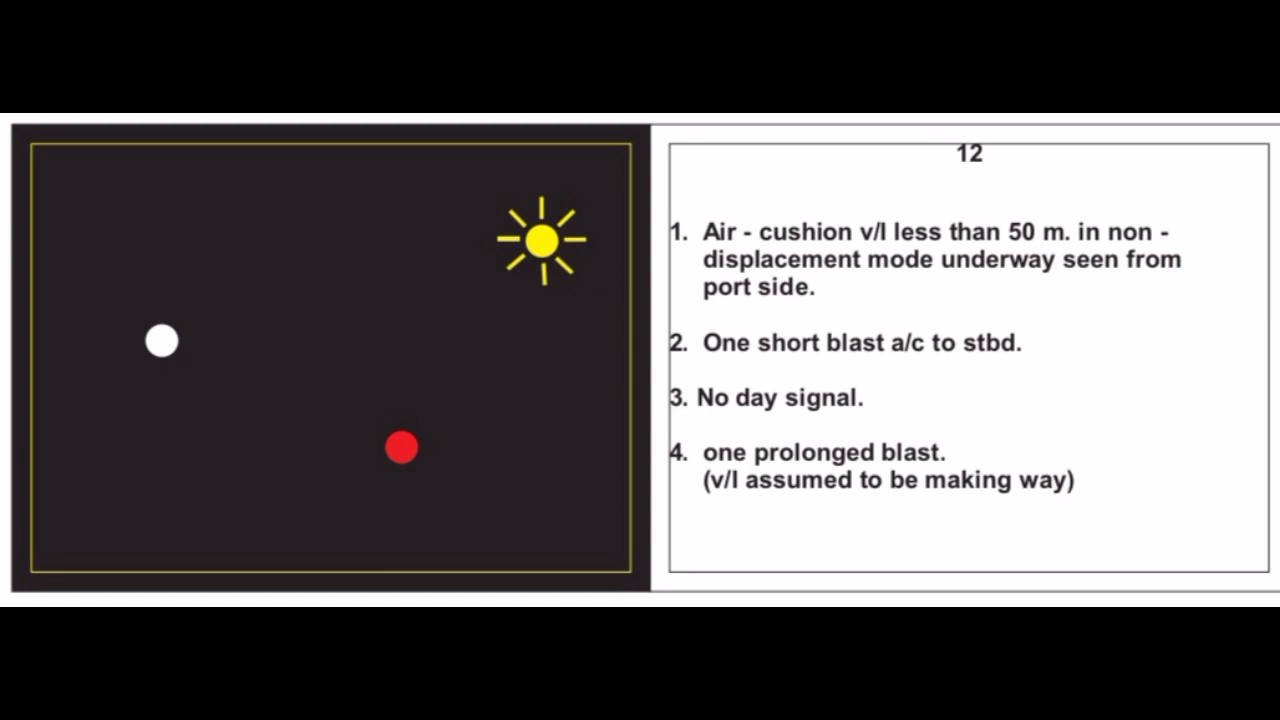 12
1. Air - cushion v/l less than 50 m. in non -
displacement mode underway seen from
port side.
2. One short blast a/c to stbd.
3. No day signal.
4. one prolonged blast.
(v/l assumed to be making way)